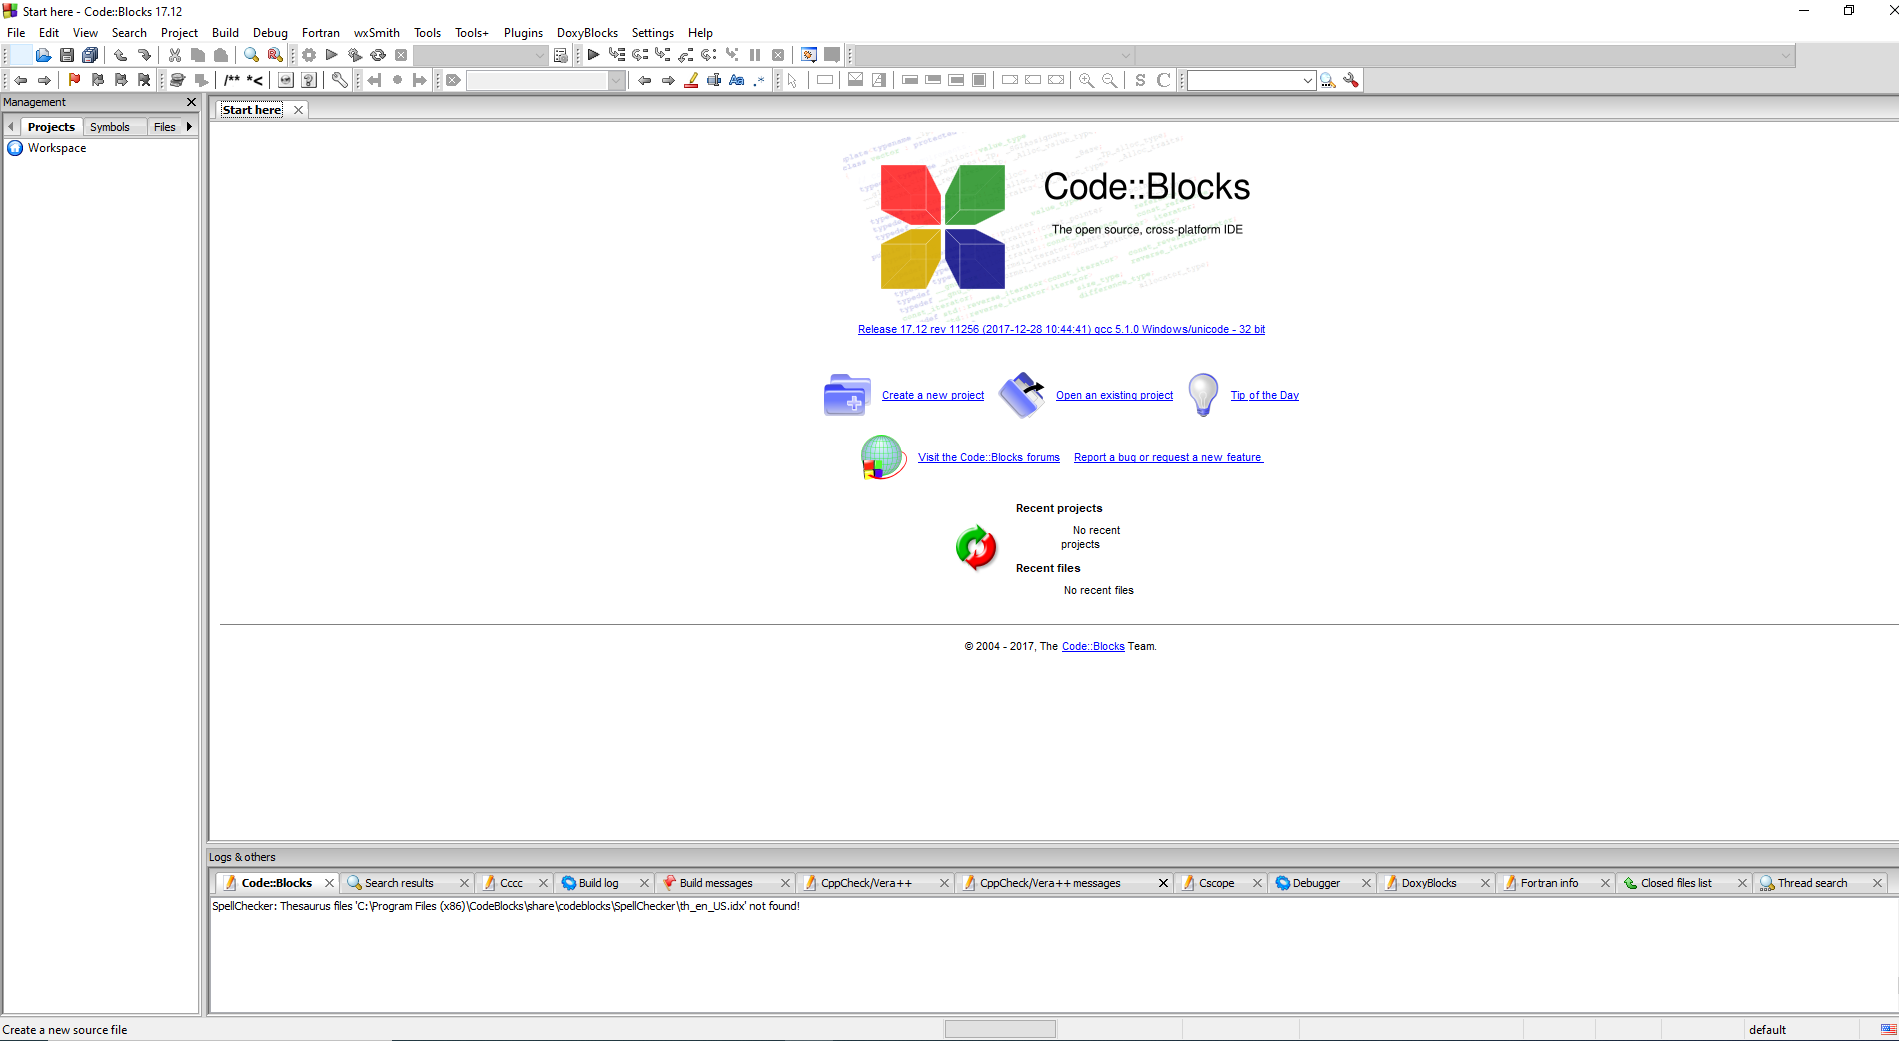 Start here - Code::Blocks 17.12
File Edit View Search Project Build Debug Fortran wxSmith Tools Tools+ Plugins DoxyBlocks Settings Help
/** *<
Aa .*
S C
Management
Start here
Projects Symbols Files
Workspace
Code::Blocks
The open source, cross-platform IDE
Release 17.12 rev 11256 (2017-12-28 10:44:41) gcc 5.1.0 Windows/unicode - 32 bit
Create a new project Open an existing project Tip of the Day
Visit the Code::Blocks forums Report a bug or request a new feature
Recent projects
No recent
projects
Recent files
No recent files
© 2004 - 2017, The Code::Blocks Team.
Logs & others
Code::Blocks Search results Cccc Build log Build messages CppCheck/Vera++ CppCheck/Vera++ messages Cscope Debugger DoxyBlocks Fortran info Closed files list Thread search
SpellChecker: Thesaurus files 'C:\Program Files (x86)\CodeBlocks\share\codeblocks\SpellChecker\th_en_US.idx' not found!
Create a new source file default